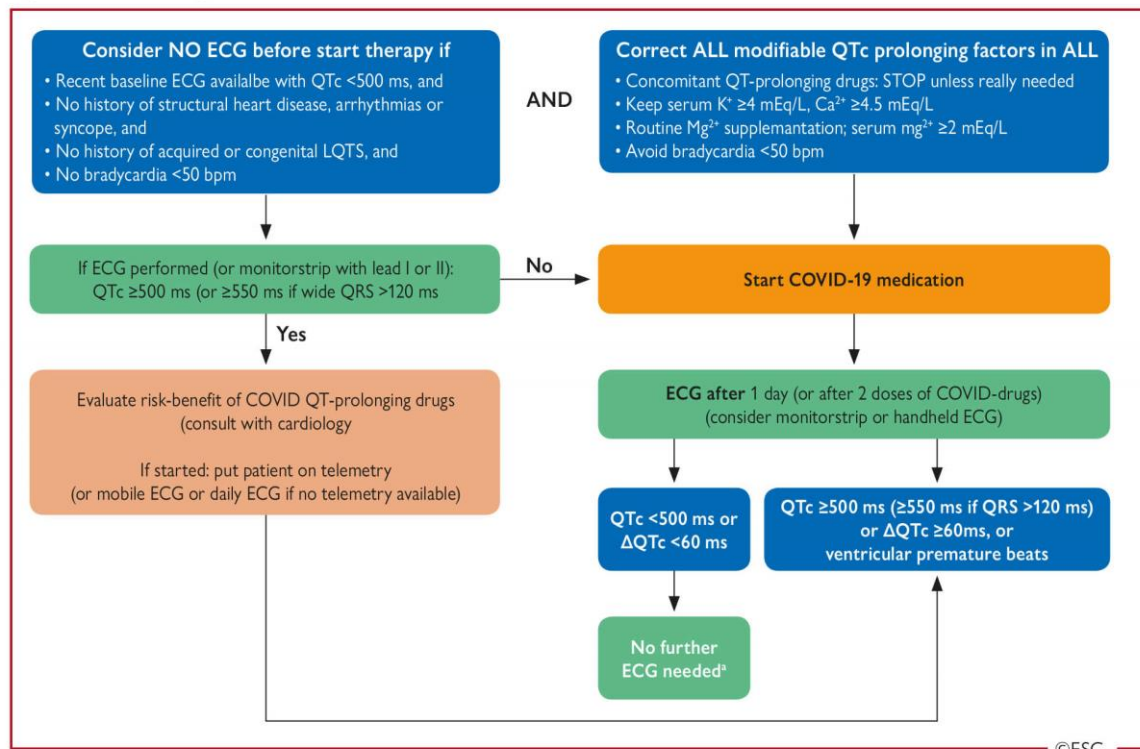 Consider NO ECG before start therapy if
• Recent baseline ECG availalbe with QTc <500 ms, and
• No history of structural heart disease, arrhythmias or
syncope, and
• No history of acquired or congenital LQTS, and
• No bradycardia <50 bpm
AND
Correct ALL modifiable QTc prolonging factors in ALL
• Concomitant QT-prolonging drugs: STOP unless really needed
• Keep serum K⁺ ≥4 mEq/L, Ca²⁺ ≥4.5 mEq/L
• Routine Mg²⁺ supplemantation; serum mg²⁺ ≥2 mEq/L
• Avoid bradycardia <50 bpm
If ECG performed (or monitorstrip with lead I or II):
QTc ≥500 ms (or ≥550 ms if wide QRS >120 ms
No
Start COVID-19 medication
Yes
Evaluate risk-benefit of COVID QT-prolonging drugs
(consult with cardiology
If started: put patient on telemetry
(or mobile ECG or daily ECG if no telemetry available)
ECG after 1 day (or after 2 doses of COVID-drugs)
(consider monitorstrip or handheld ECG)
QTc <500 ms or
ΔQTc <60 ms
QTc ≥500 ms (≥550 ms if QRS >120 ms)
or ΔQTc ≥60ms, or
ventricular premature beats
No further
ECG neededᵃ
©ESC